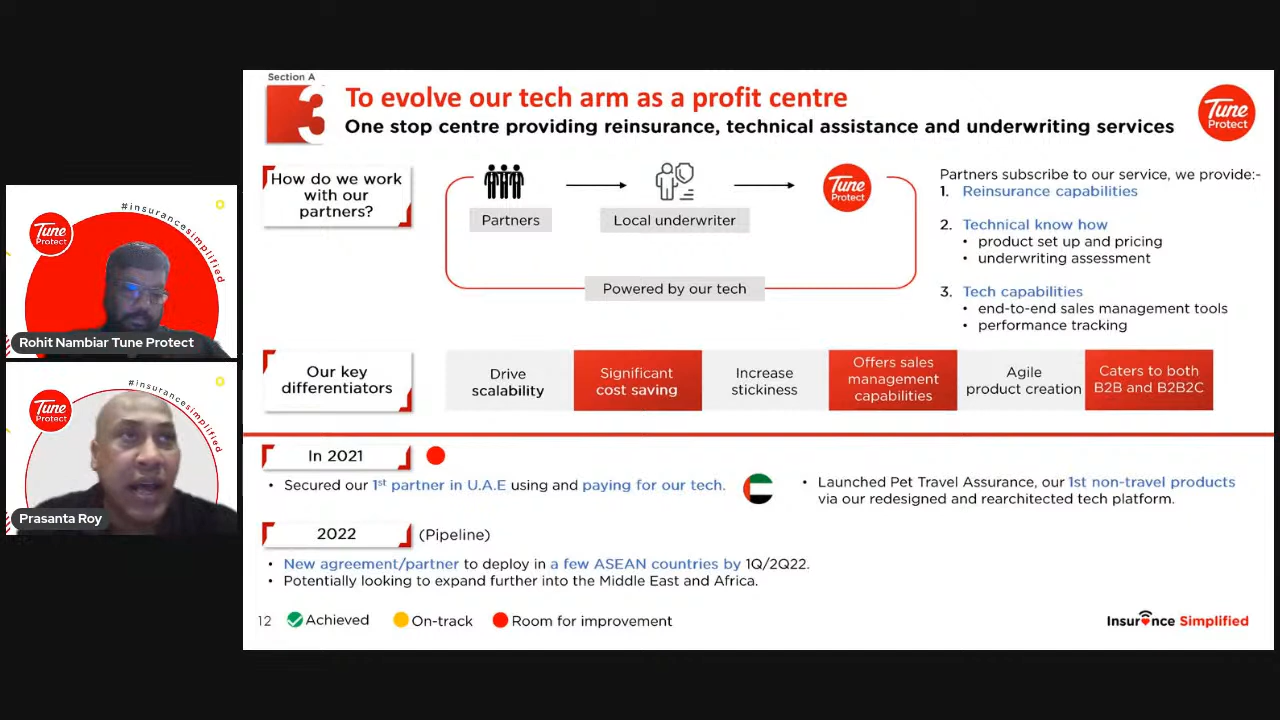 Section A
3
To evolve our tech arm as a profit centre
One stop centre providing reinsurance, technical assistance and underwriting services
Tune
Protect
How do we work
with our
partners?
Partners
Local underwriter
Tune
Protect
Powered by our tech
Partners subscribe to our service, we provide:-
1. Reinsurance capabilities
2. Technical know how
• product set up and pricing
• underwriting assessment
3. Tech capabilities
• end-to-end sales management tools
• performance tracking
Our key
differentiators
Drive
scalability
Significant
cost saving
Increase
stickiness
Offers sales
management
capabilities
Agile
product creation
Caters to both
B2B and B2B2C
In 2021
• Secured our 1st partner in U.A.E using and paying for our tech.
• Launched Pet Travel Assurance, our 1st non-travel products
via our redesigned and rearchitected tech platform.
2022
(Pipeline)
• New agreement/partner to deploy in a few ASEAN countries by 1Q/2Q22.
• Potentially looking to expand further into the Middle East and Africa.
12
Achieved
On-track
Room for improvement
Insurance Simplified
#insurancesimplified
Tune
Protect
Rohit Nambiar Tune Protect
#insurancesimplified
Tune
Protect
Prasanta Roy